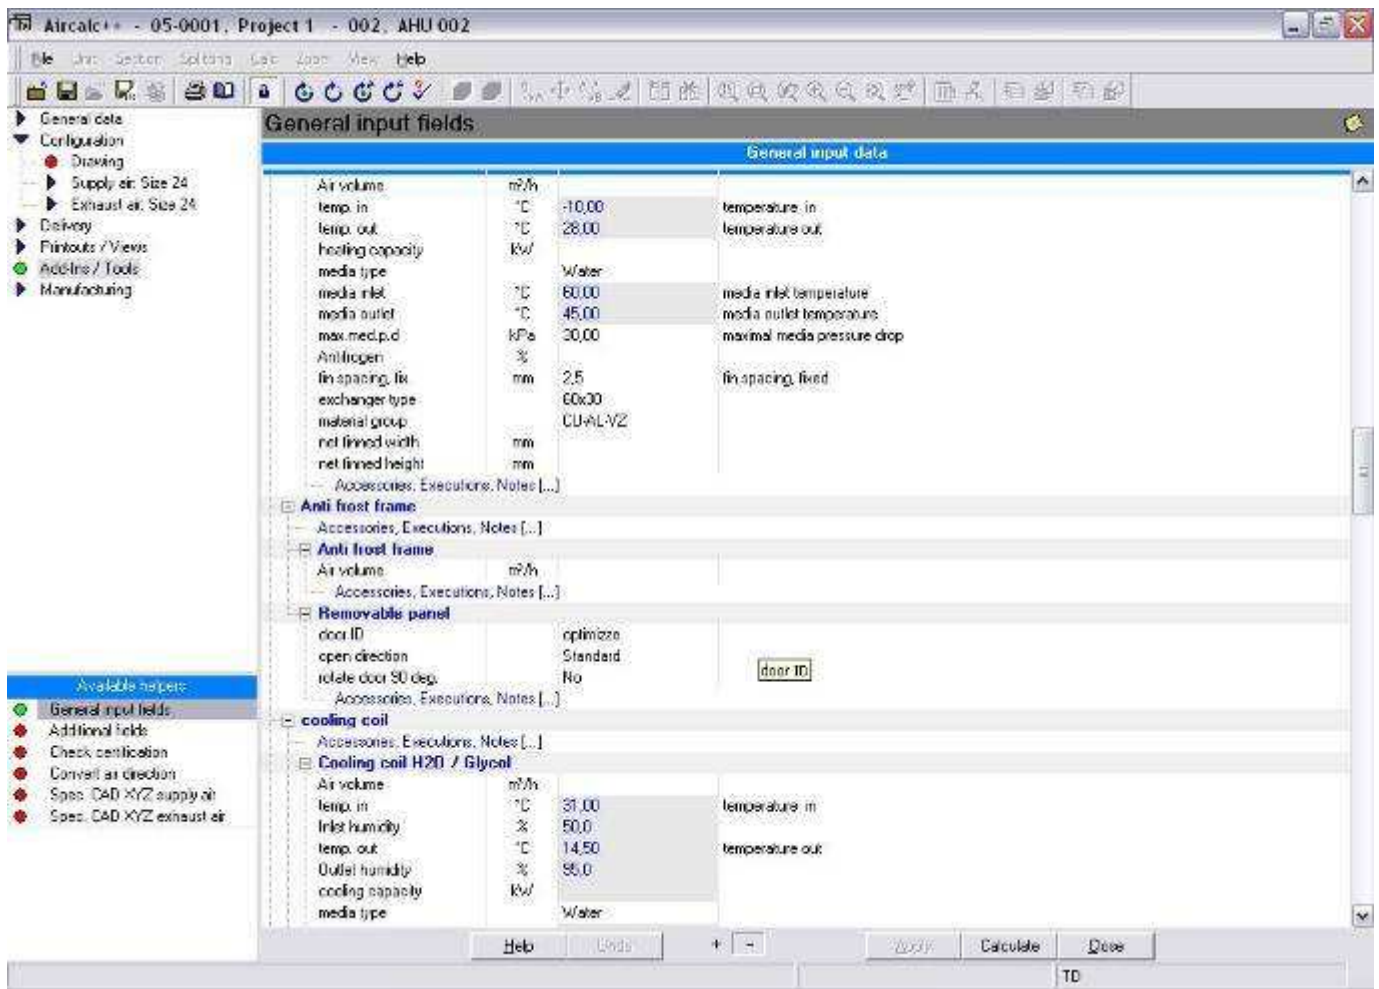 Aircalc++ - 05-0001, Project 1 - 002, AHU 002
File Unit Section Splitting Calc Zoom View Help
General data
Configuration
Drawing
Supply air: Size 24
Exhaust air: Size 24
Delivery
Printouts / Views
Add-Ins / Tools
Manufacturing
Available helpers
General input fields
Additional fields
Check certification
Convert air direction
Spec. CAD XYZ supply air
Spec. CAD XYZ exhaust air
General input fields
General input data
Air volume m³/h
temp. in °C -10,00 temperature in
temp. out °C 28,00 temperature out
heating capacity kW
media type Water
media inlet °C 60,00 media inlet temperature
media outlet °C 45,00 media outlet temperature
max.med.p.d kPa 30,00 maximal media pressure drop
Antifrogen %
fin spacing, fix mm 2,5 fin spacing, fixed
exchanger type 60x30
material group CU-AL-VZ
net finned width mm
net finned height mm
Accessories, Executions, Notes [...]
Anti frost frame
Accessories, Executions, Notes [...]
Anti frost frame
Air volume m³/h
Accessories, Executions, Notes [...]
Removable panel
door ID optimizze
open direction Standard
rotate door 90 deg. No
door ID
Accessories, Executions, Notes [...]
cooling coil
Accessories, Executions, Notes [...]
Cooling coil H2O / Glycol
Air volume m³/h
temp. in °C 31,00 temperature in
Inlet humidity % 50,0
temp. out °C 14,50 temperature out
Outlet humidity % 95,0
cooling capacity kW
media type Water
Help Undo + - Apply Calculate Close
TD